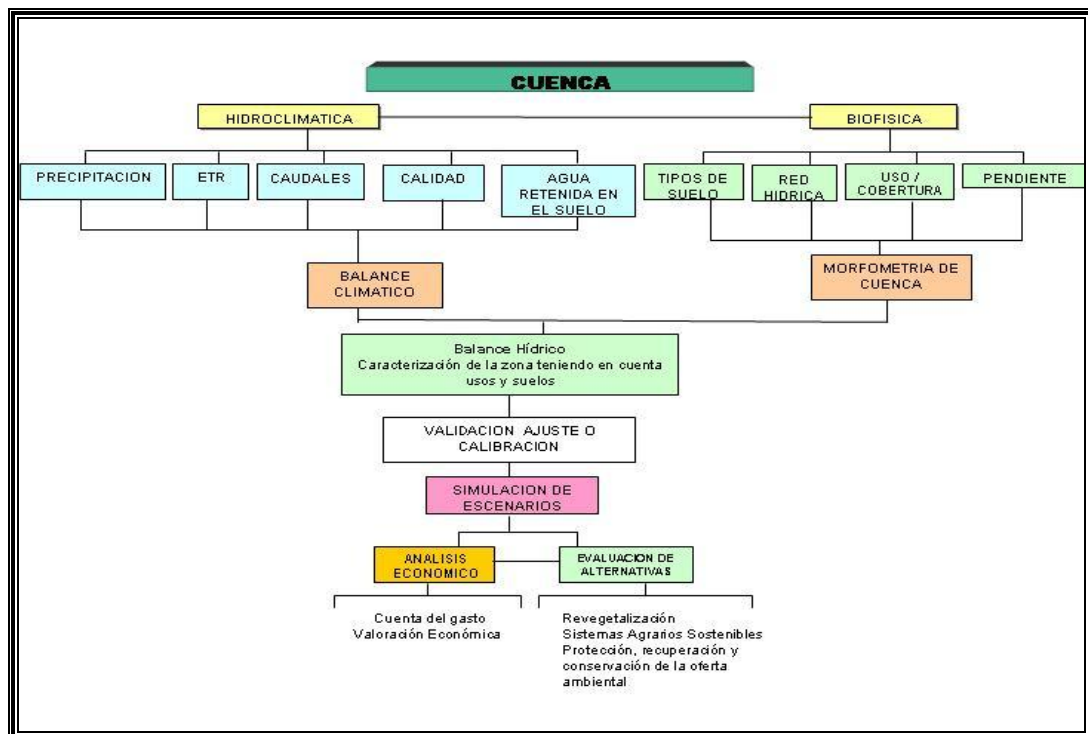 CUENCA
HIDROCLIMATICA
BIOFISICA
PRECIPITACION
ETR
CAUDALES
CALIDAD
AGUA
RETENIDA EN
EL SUELO
TIPOS DE
SUELO
RED
HIDRICA
USO /
COBERTURA
PENDIENTE
BALANCE
CLIMATICO
MORFOMETRIA DE
CUENCA
Balance Hídrico
Caracterización de la zona teniendo en cuenta
usos y suelos
VALIDACION AJUSTE O
CALIBRACION
SIMULACION DE
ESCENARIOS
ANALISIS
ECONOMICO
EVALUACION DE
ALTERNATIVAS
Cuenta del gasto
Valoración Económica
Revegetalización
Sistemas Agrarios Sostenibles
Protección, recuperación y
conservación de la oferta
ambiental